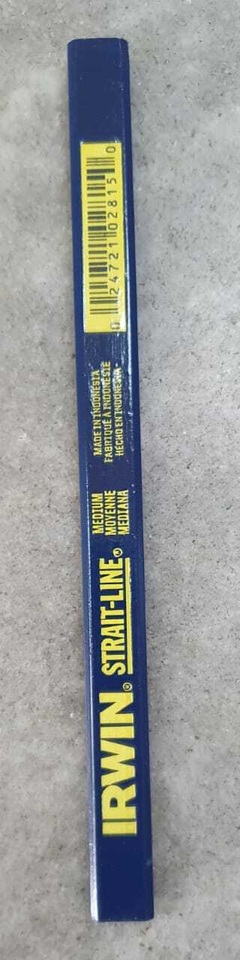 IRWIN® STRAIT-LINE®
MEDIUM
MOYENNE
MEDIANA
MADE IN INDONESIA
FABRIQUÉ À INDONÉSIE
HECHO EN INDONESIA
0 24721 02815 0